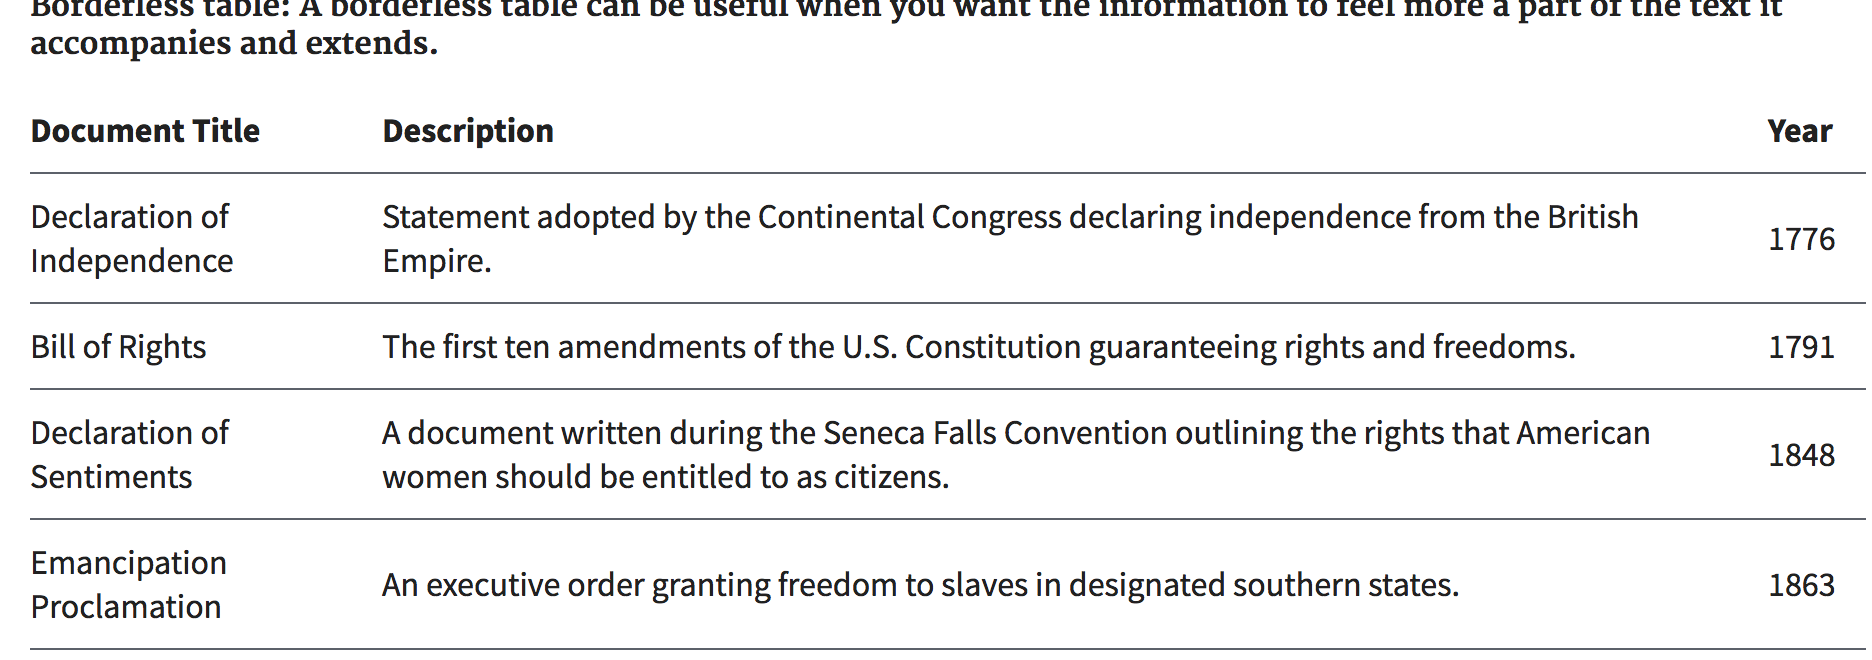 Borderless table: A borderless table can be useful when you want the information to feel more a part of the text it
accompanies and extends.
Document Title Description Year
Declaration of
Independence
Statement adopted by the Continental Congress declaring independence from the British
Empire.
1776
Bill of Rights The first ten amendments of the U.S. Constitution guaranteeing rights and freedoms. 1791
Declaration of
Sentiments
A document written during the Seneca Falls Convention outlining the rights that American
women should be entitled to as citizens.
1848
Emancipation
Proclamation
An executive order granting freedom to slaves in designated southern states.
1863